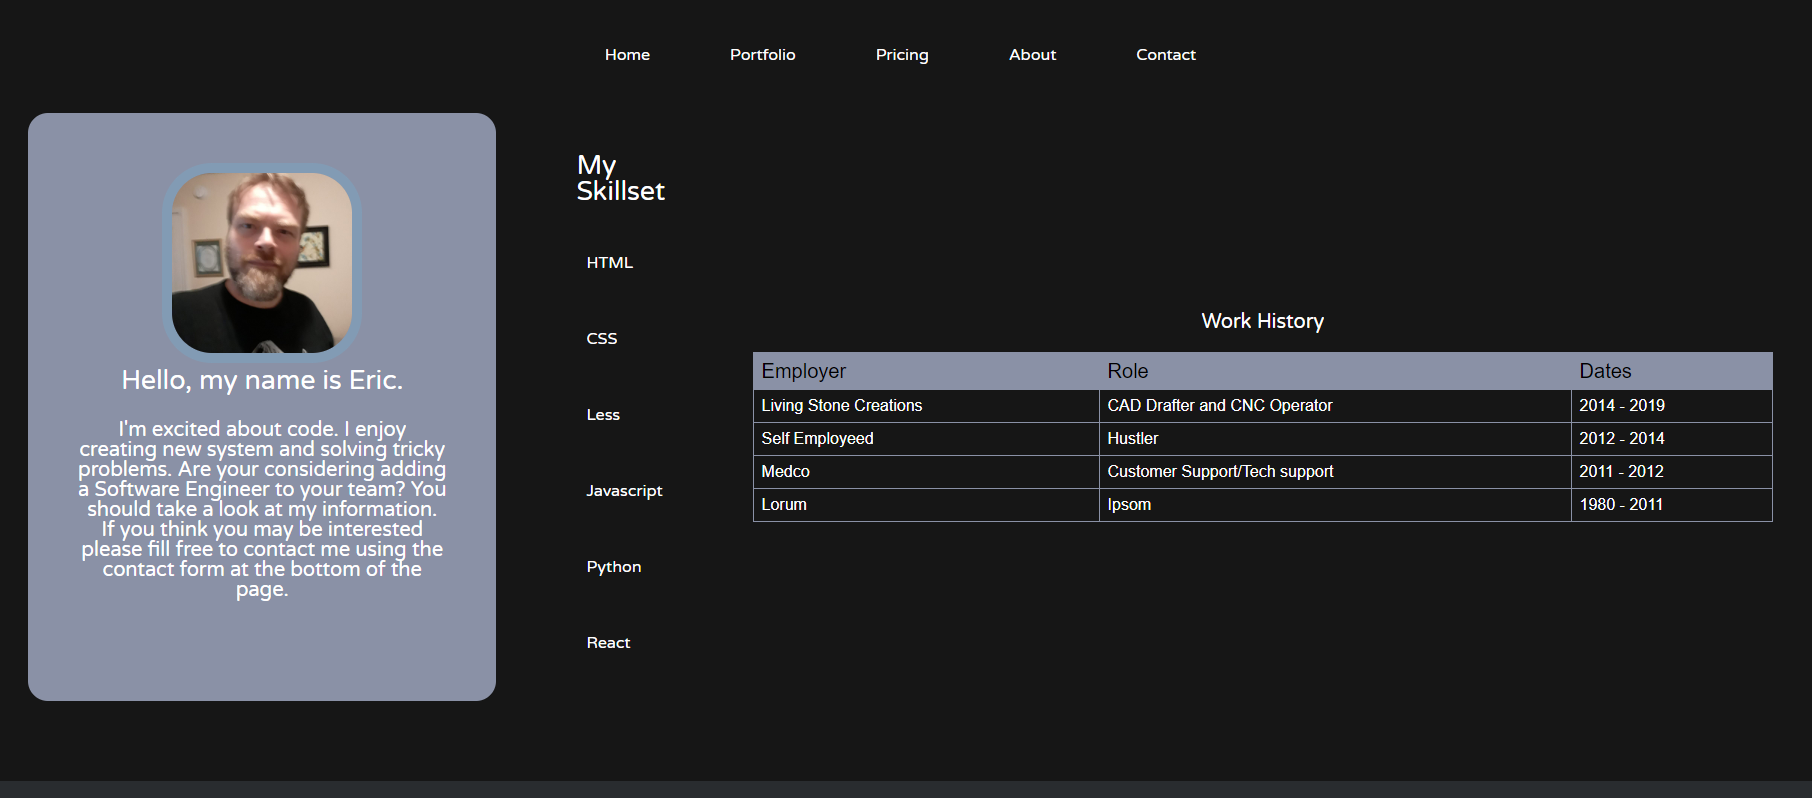 Home Portfolio Pricing About Contact
Hello, my name is Eric.
I'm excited about code. I enjoy
creating new system and solving tricky
problems. Are your considering adding
a Software Engineer to your team? You
should take a look at my information.
If you think you may be interested
please fill free to contact me using the
contact form at the bottom of the
page.
My
Skillset
HTML
CSS
Less
Javascript
Python
React
Work History
Employer Role Dates
Living Stone Creations CAD Drafter and CNC Operator 2014 - 2019
Self Employeed Hustler 2012 - 2014
Medco Customer Support/Tech support 2011 - 2012
Lorum Ipsom 1980 - 2011